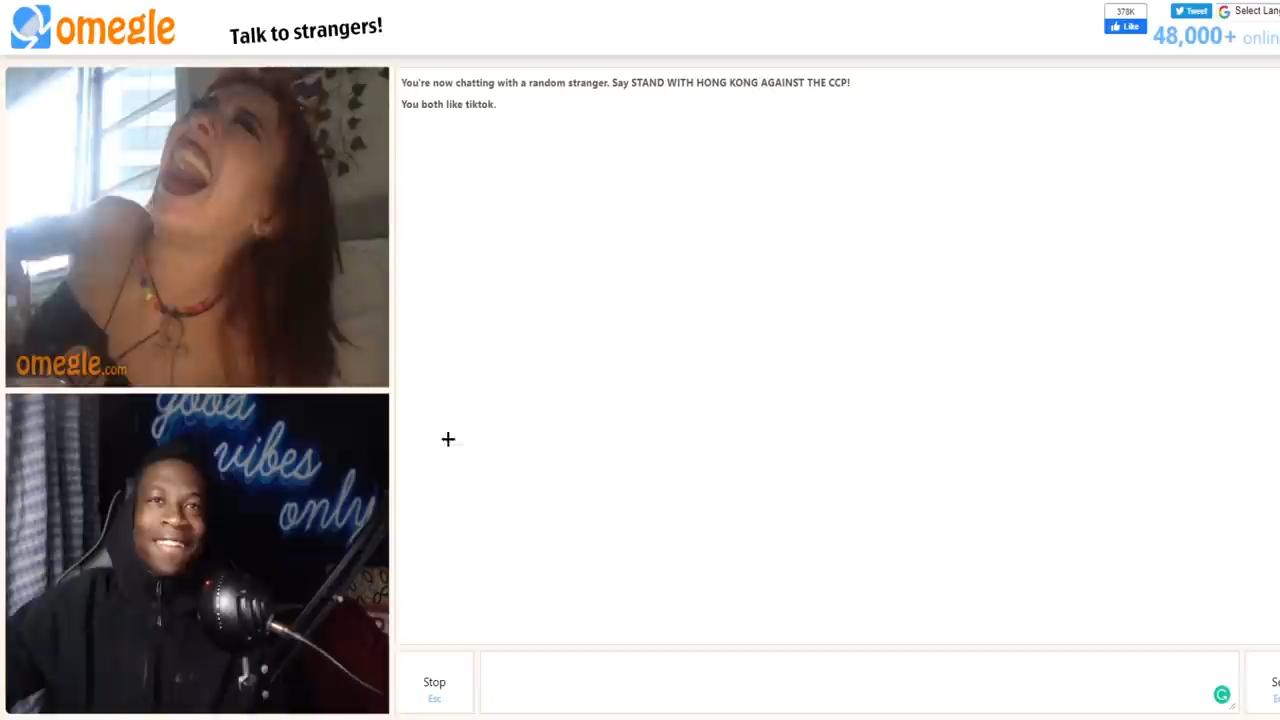 omegle
Talk to strangers!
378K
Like
Tweet
Select Lang
48,000+ onlin
You're now chatting with a random stranger. Say STAND WITH HONG KONG AGAINST THE CCP!
You both like tiktok.
omegle.com
good
vibes
only
Stop
Esc